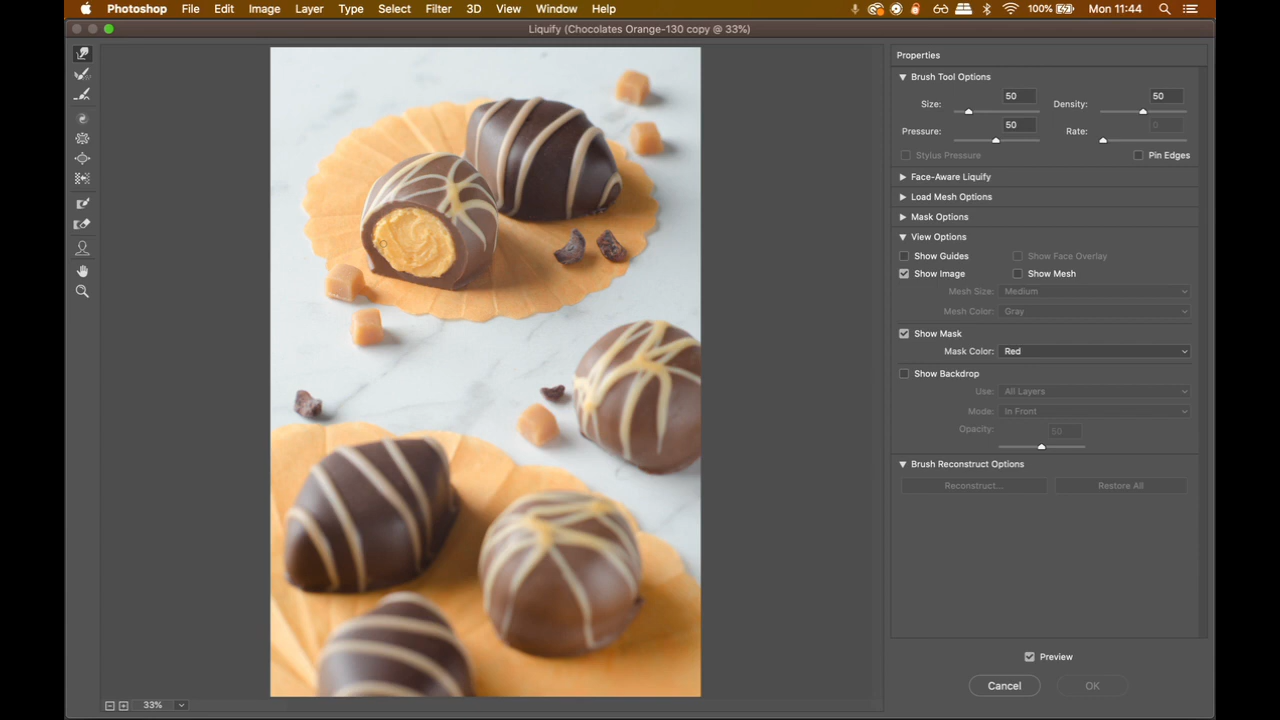 Photoshop File Edit Image Layer Type Select Filter 3D View Window Help 100% Mon 11:44
Liquify (Chocolates Orange-130 copy @ 33%)
Properties
Brush Tool Options
Size: 50 Density: 50
Pressure: 50 Rate: 0
Stylus Pressure Pin Edges
Face-Aware Liquify
Load Mesh Options
Mask Options
View Options
Show Guides Show Face Overlay
Show Image Show Mesh
Mesh Size: Medium
Mesh Color: Gray
Show Mask
Mask Color: Red
Show Backdrop
Use: All Layers
Mode: In Front
Opacity: 50
Brush Reconstruct Options
Reconstruct... Restore All
Preview
Cancel OK
33%